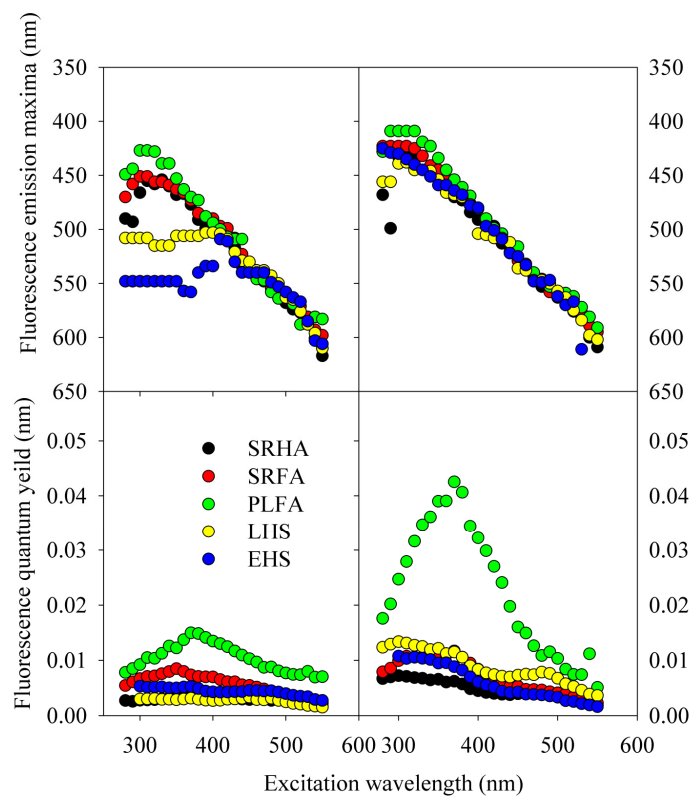 Fluorescence emission maxima (nm)
350
400
450
500
550
600
650
350
400
450
500
550
600
650
Fluorescence quantum yeild (nm)
0.05
0.04
0.03
0.02
0.01
0.00
0.05
0.04
0.03
0.02
0.01
0.00
SRHA
SRFA
PLFA
LHS
EHS
300 400 500 600 300 400 500 600
Excitation wavelength (nm)